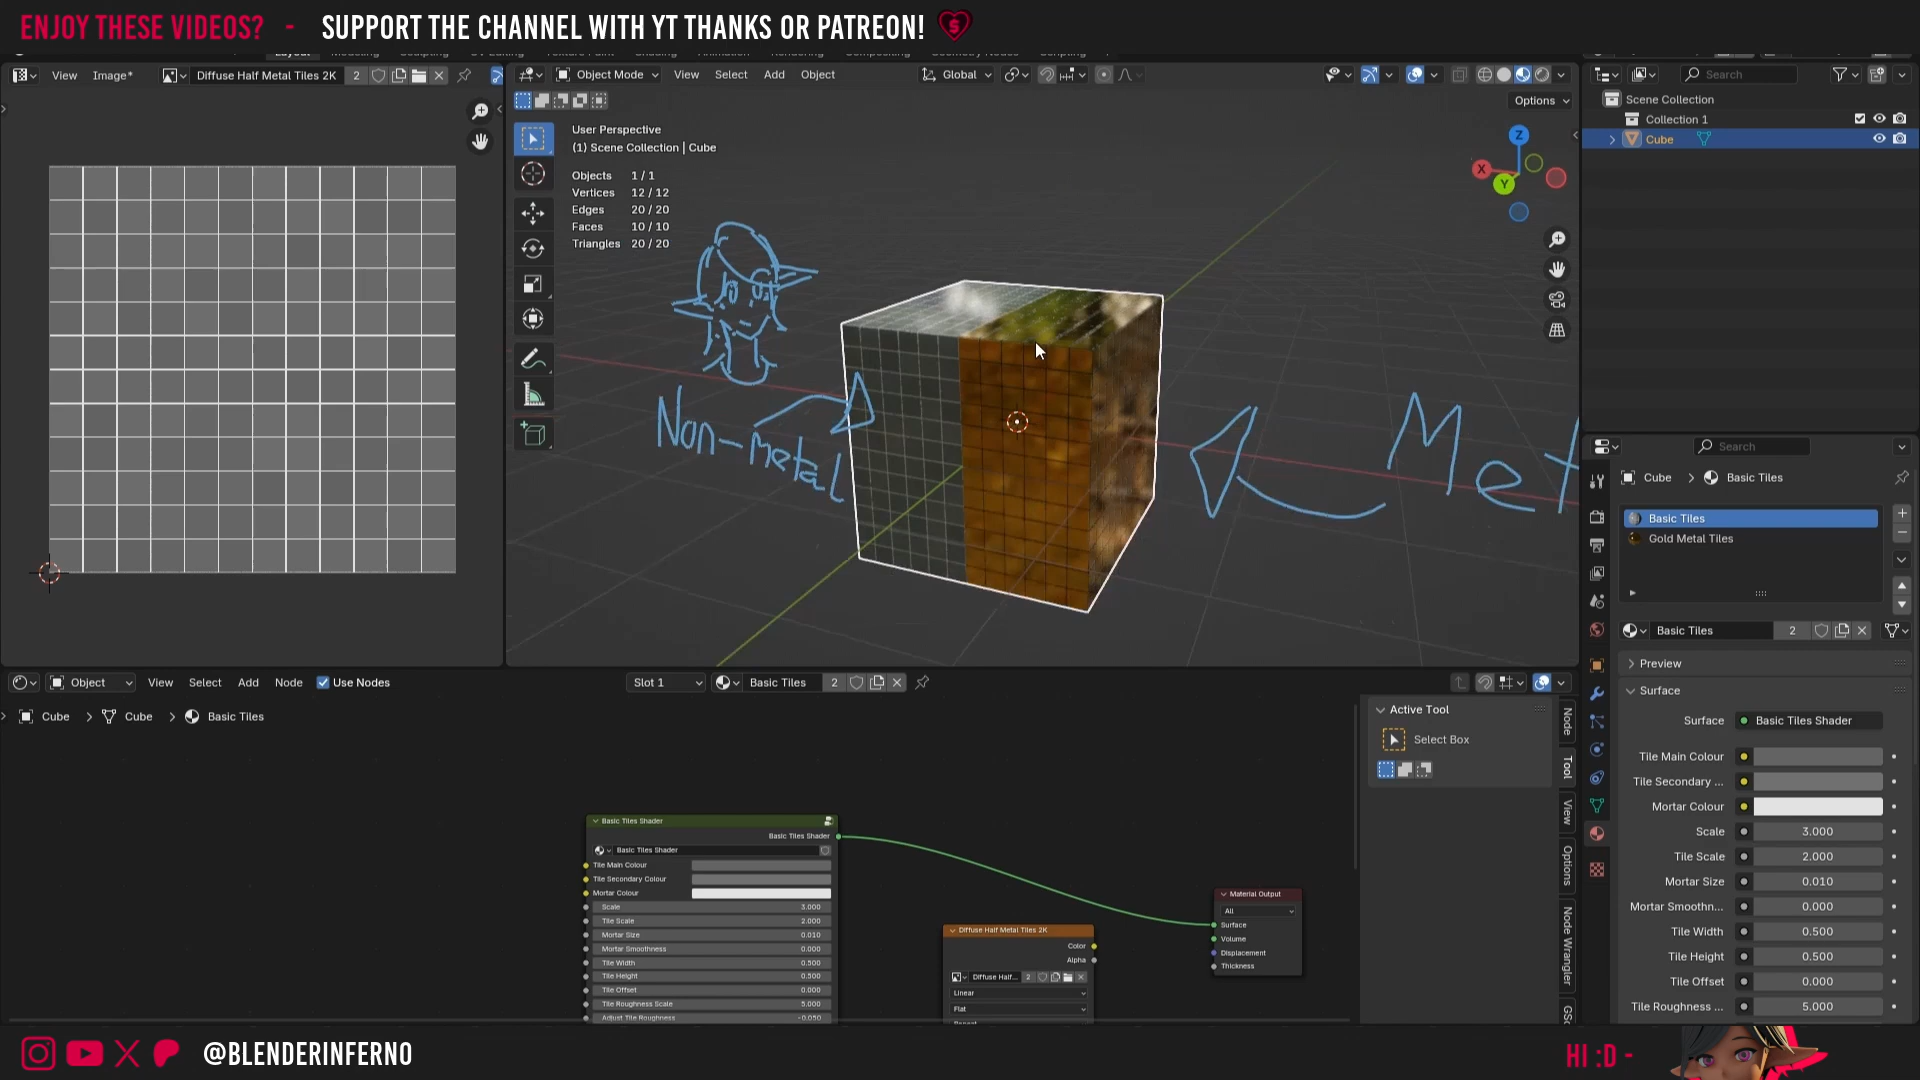 ENJOY THESE VIDEOS? - SUPPORT THE CHANNEL WITH YT THANKS OR PATREON!
View Image* Diffuse Half Metal Tiles 2K 2
Object Mode View Select Add Object Global
Options
User Perspective
(1) Scene Collection | Cube
Objects 1 / 1
Vertices 12 / 12
Edges 20 / 20
Faces 10 / 10
Triangles 20 / 20
Z
X
Y
Non-metal
Met
Search
Scene Collection
Collection 1
Cube
Search
Cube > Basic Tiles
Basic Tiles
Gold Metal Tiles
Basic Tiles 2
Preview
Surface
Surface Basic Tiles Shader
Tile Main Colour
Tile Secondary ...
Mortar Colour
Scale 3.000
Tile Scale 2.000
Mortar Size 0.010
Mortar Smoothn... 0.000
Tile Width 0.500
Tile Height 0.500
Tile Offset 0.000
Tile Roughness ... 5.000
Object View Select Add Node Use Nodes Slot 1 Basic Tiles 2
Cube > Cube > Basic Tiles
Active Tool
Select Box
Node
Tool
View
Options
Node Wrangler
Basic Tiles Shader
Basic Tiles Shader
Basic Tiles Shader
Tile Main Colour
Tile Secondary Colour
Mortar Colour
Scale 3.000
Tile Scale 2.000
Mortar Size 0.010
Mortar Smoothness 0.000
Tile Width 0.500
Tile Height 0.500
Tile Offset 0.000
Tile Roughness Scale 5.000
Adjust Tile Roughness -0.050
Diffuse Half Metal Tiles 2K
Color
Alpha
Diffuse Half... 2
Linear
Flat
Material Output
All
Surface
Volume
Displacement
Thickness
@BLENDERINFERNO
HI :D -